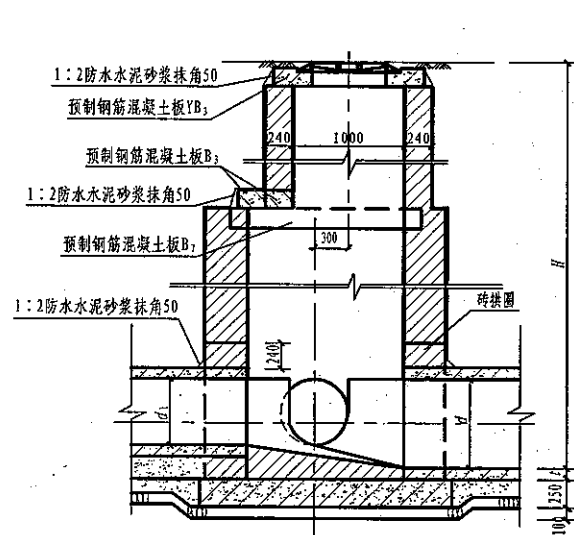 1：2防水水泥砂浆抹角50
预制钢筋混凝土板YB₃
240
1000
240
预制钢筋混凝土板B₃
1：2防水水泥砂浆抹角50
预制钢筋混凝土板B₇
300
H
1：2防水水泥砂浆抹角50
砖拱圈
240
d₁
d
t
250
100